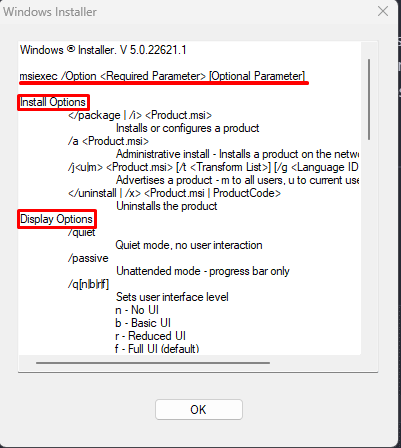 Windows Installer
Windows ® Installer. V 5.0.22621.1
msiexec /Option <Required Parameter> [Optional Parameter]
Install Options
</package | /i> <Product.msi>
Installs or configures a product
/a <Product.msi>
Administrative install - Installs a product on the netwo
/j<u|m> <Product.msi> [/t <Transform List>] [/g <Language ID
Advertises a product - m to all users, u to current use
</uninstall | /x> <Product.msi | ProductCode>
Uninstalls the product
Display Options
/quiet
Quiet mode, no user interaction
/passive
Unattended mode - progress bar only
/q[n|b|r|f]
Sets user interface level
n - No UI
b - Basic UI
r - Reduced UI
f - Full UI (default)
OK